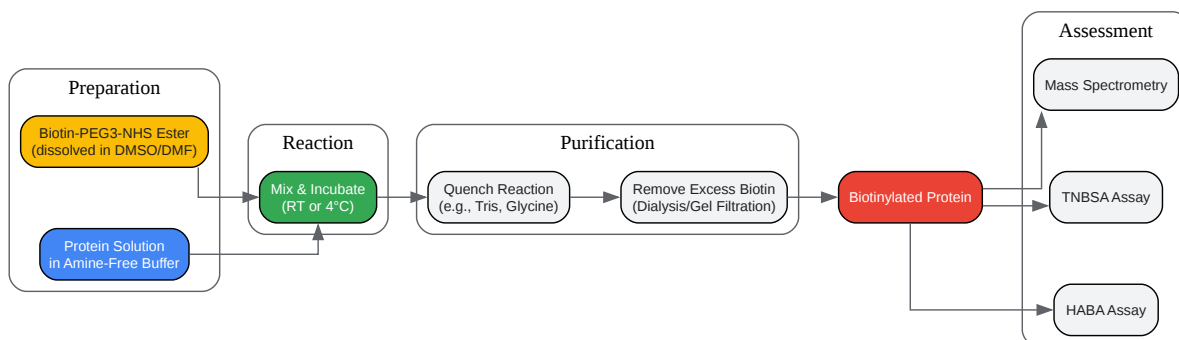 Preparation
Biotin-PEG3-NHS Ester
(dissolved in DMSO/DMF)
Protein Solution
in Amine-Free Buffer
Reaction
Mix & Incubate
(RT or 4°C)
Purification
Quench Reaction
(e.g., Tris, Glycine)
Remove Excess Biotin
(Dialysis/Gel Filtration)
Biotinylated Protein
Assessment
Mass Spectrometry
TNBSA Assay
HABA Assay